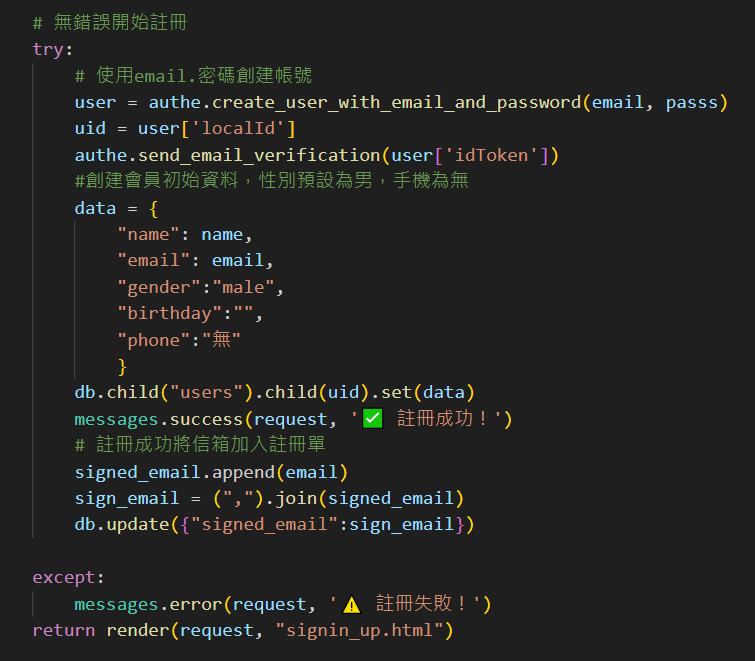 # 無錯誤開始註冊
try:
    # 使用email.密碼創建帳號
    user = authe.create_user_with_email_and_password(email, passs)
    uid = user['localId']
    authe.send_email_verification(user['idToken'])
    #創建會員初始資料，性別預設為男，手機為無
    data = {
        "name": name,
        "email": email,
        "gender":"male",
        "birthday":"",
        "phone":"無"
        }
    db.child("users").child(uid).set(data)
    messages.success(request, '✅ 註冊成功！')
    # 註冊成功將信箱加入註冊單
    signed_email.append(email)
    sign_email = (",").join(signed_email)
    db.update({"signed_email":sign_email})
except:
    messages.error(request, '⚠️ 註冊失敗！')
return render(request, "signin_up.html")